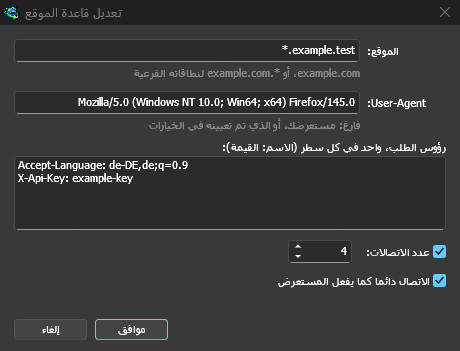 تعديل قاعدة الموقع
الموقع: *.example.test
example.com، أو *.example.com لنطاقاته الفرعية
User-Agent: Mozilla/5.0 (Windows NT 10.0; Win64; x64) Firefox/145.0
فارغ: مستعرضك، أو الذي تم تعيينه في الخيارات
رؤوس الطلب، واحد في كل سطر (الاسم: القيمة):
Accept-Language: de-DE,de;q=0.9
X-Api-Key: example-key
عدد الاتصالات: 4
الاتصال دائما كما يفعل المستعرض
موافق إلغاء